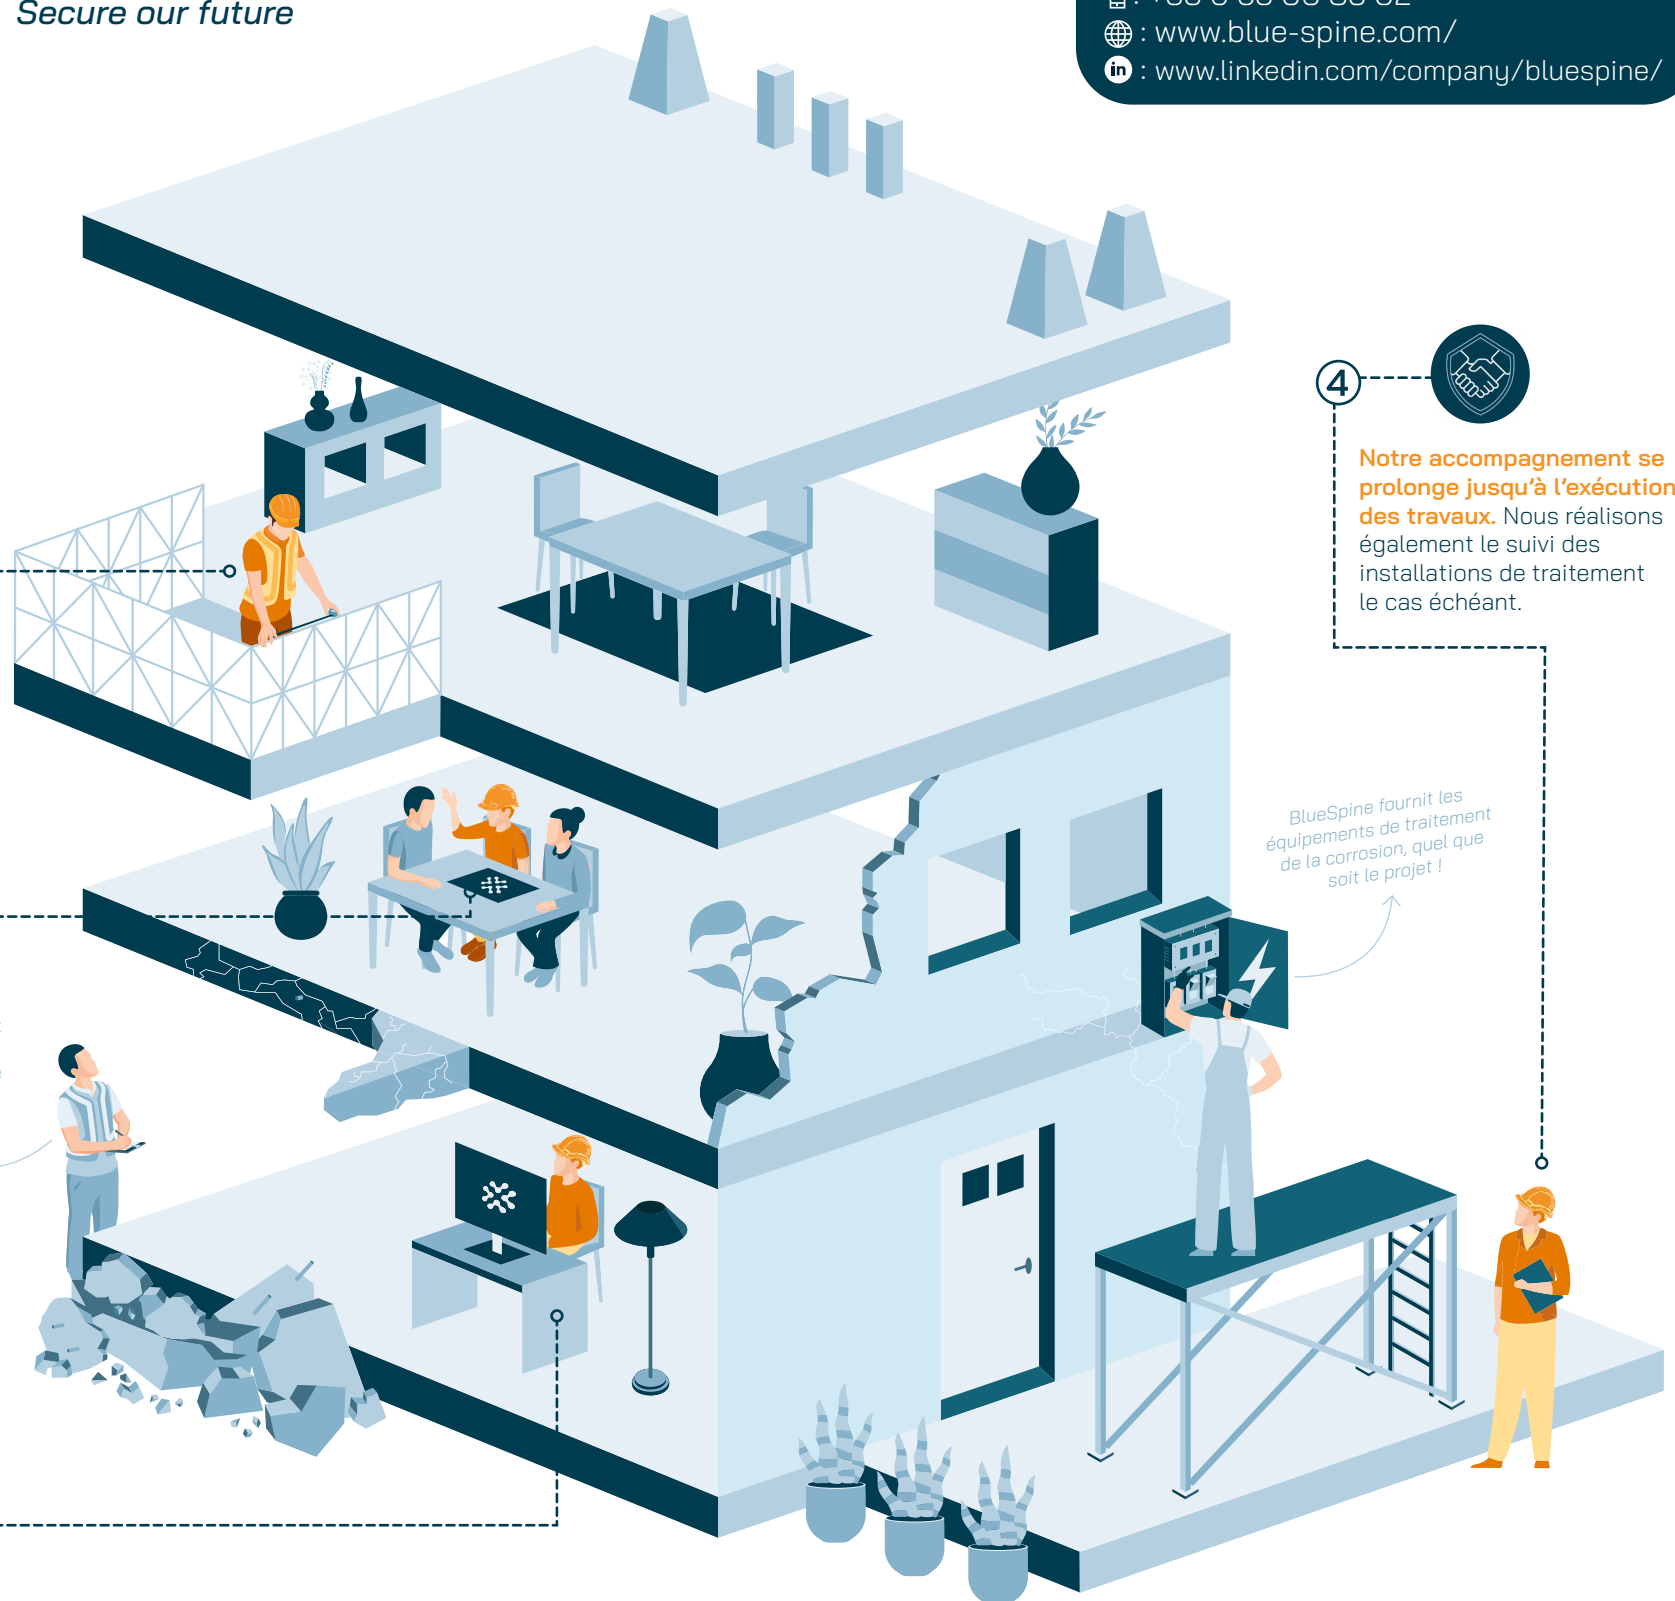 Secure our future
: www.blue-spine.com/
in : www.linkedin.com/company/bluespine/
4
Notre accompagnement se
prolonge jusqu'à l'exécution
des travaux. Nous réalisons
également le suivi des
installations de traitement
le cas échéant.
BlueSpine fournit les
équipements de traitement
de la corrosion, quel que
soit le projet !